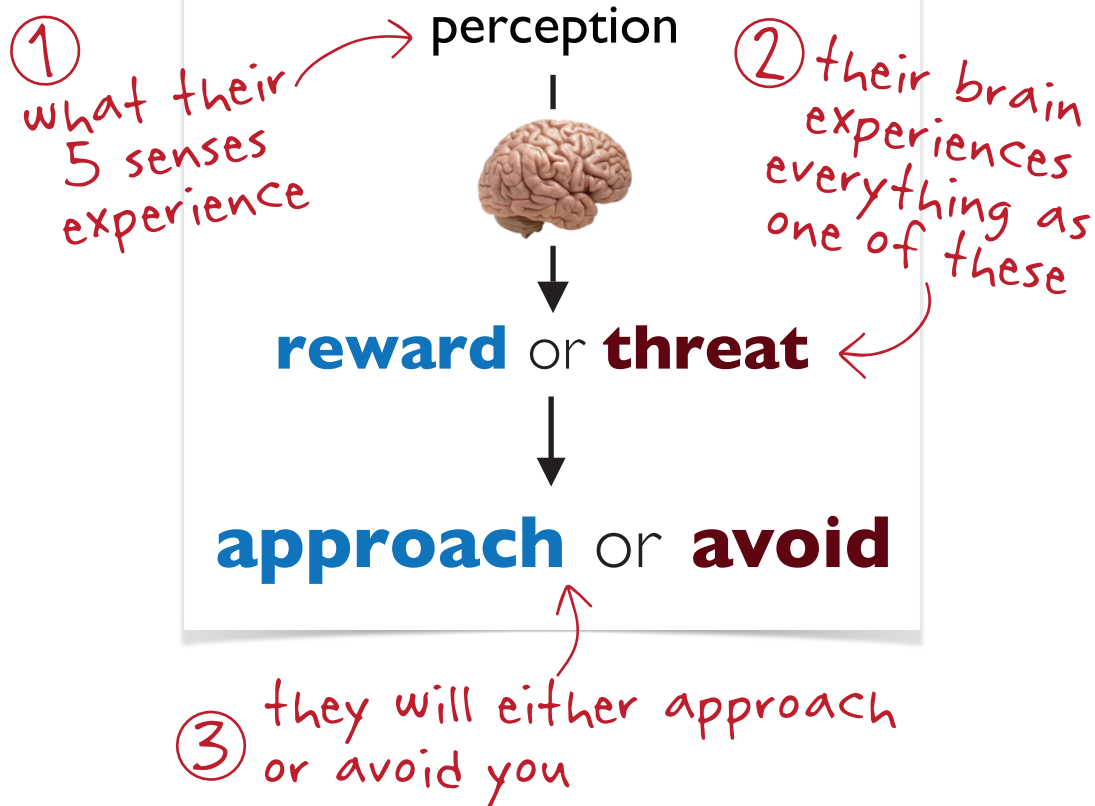 perception
1
what their
5 senses
experience
2 their brain
experiences
everything as
one of these
reward or threat
approach or avoid
3 they will either approach
or avoid you